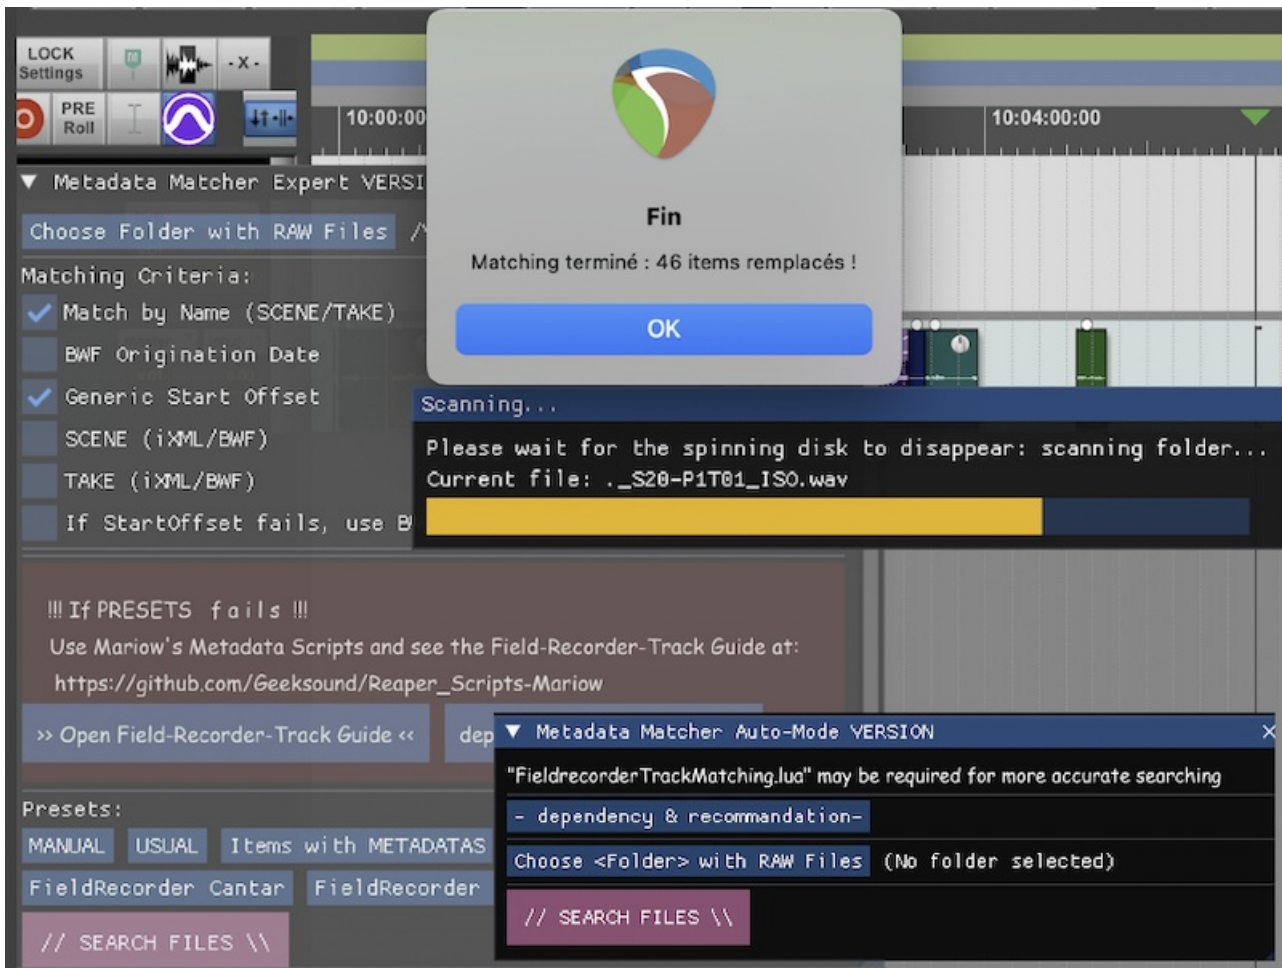 LOCK
Settings
- X -
PRE
Roll
10:00:00
10:04:00:00
Fin
Matching terminé : 46 items remplacés !
OK
▼ Metadata Matcher Expert VERSI
Choose Folder with RAW Files
Matching Criteria:
Match by Name (SCENE/TAKE)
BWF Origination Date
Generic Start Offset
SCENE (iXML/BWF)
TAKE (iXML/BWF)
If StartOffset fails, use B
Scanning...
Please wait for the spinning disk to disappear: scanning folder...
Current file: ._S20-P1T01_ISO.wav
!!! If PRESETS fails !!!
Use Mariow's Metadata Scripts and see the Field-Recorder-Track Guide at:
https://github.com/Geeksound/Reaper_Scripts-Mariow
>> Open Field-Recorder-Track Guide <<
dep
Presets:
MANUAL USUAL Items with METADATAS
FieldRecorder Cantar FieldRecorder
// SEARCH FILES \\
▼ Metadata Matcher Auto-Mode VERSION
"FieldrecorderTrackMatching.lua" may be required for more accurate searching
- dependency & recommandation-
Choose <Folder> with RAW Files (No folder selected)
// SEARCH FILES \\